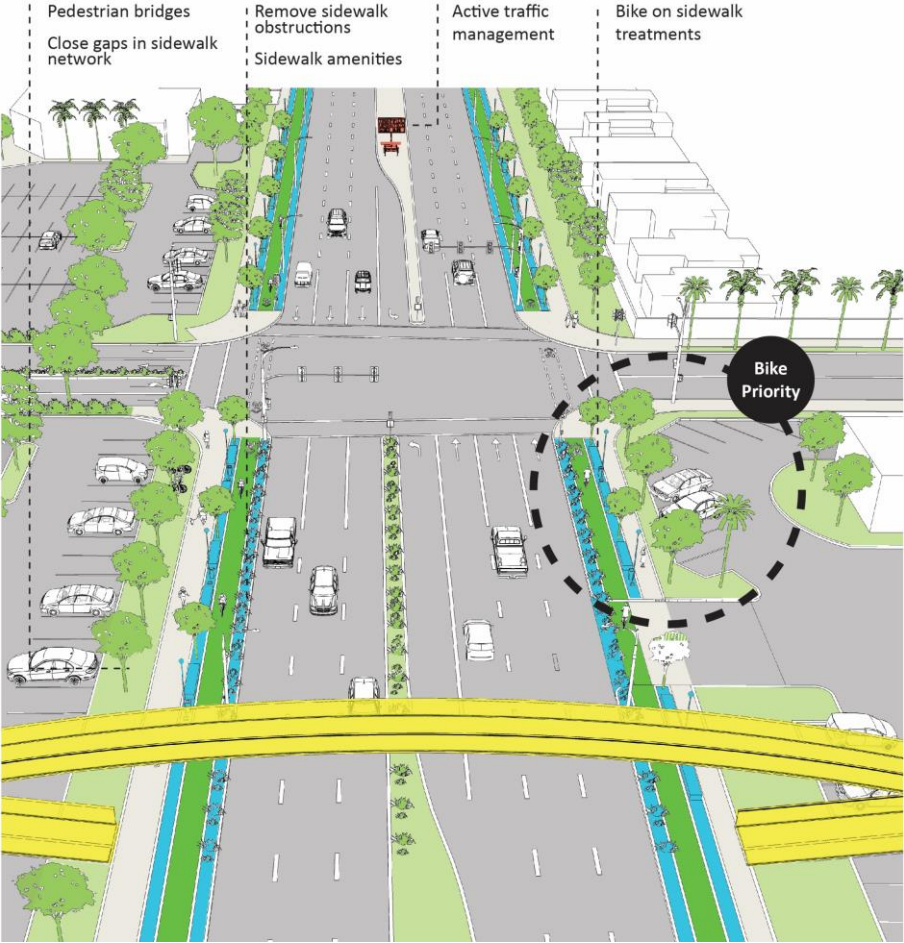 Pedestrian bridges
Close gaps in sidewalk
network
Remove sidewalk
obstructions
Sidewalk amenities
Active traffic
management
Bike on sidewalk
treatments
Bike
Priority